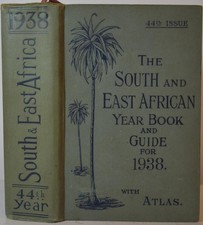 1938
South & East Africa
44th
Year
44th ISSUE
THE
SOUTH AND
EAST AFRICAN
YEAR BOOK
AND
GUIDE
FOR
1938.
WITH
ATLAS.